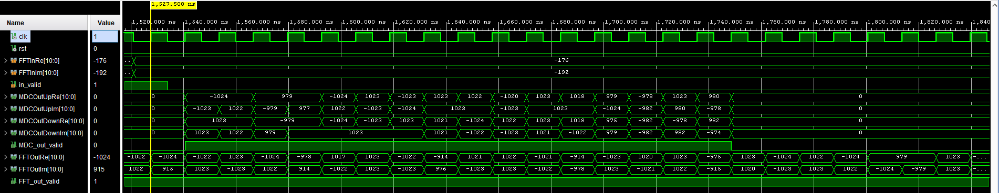 1,527.500 ns
Name Value 1,520.000 ns 1,540.000 ns 1,560.000 ns 1,580.000 ns 1,600.000 ns 1,620.000 ns 1,640.000 ns 1,660.000 ns 1,680.000 ns 1,700.000 ns 1,720.000 ns 1,740.000 ns 1,760.000 ns 1,780.000 ns 1,800.000 ns 1,820.000 ns 1,840
clk 1
rst 0
FFTInRe[10:0] -176 .. -176
FFTInIm[10:0] -192 .. -192
in_valid 1
MDCOutUpRe[10:0] 0 0 -1024 979 -1024 1023 -1023 1023 1022 -1020 1023 1018 979 -978 1023 980 0
MDCOutUpIm[10:0] 0 0 -1023 1022 -979 977 1022 -1023 -1024 1023 -1023 1023 -1024 -982 980 -978 0
MDCOutDownRe[10:0] 0 0 1023 -979 -1024 -1023 1023 1021 -1024 1022 1023 1018 975 -982 -978 982 0
MDCOutDownIm[10:0] 0 0 1023 1022 979 1023 1021 -1022 -1023 1021 -1022 979 -982 982 -974 0
MDC_out_valid 0
FFTOutRe[10:0] -1024 -1022 -1024 -1022 1023 -1024 -978 1017 1023 -1022 -914 1021 1022 -1021 -914 -1023 1020 1023 -975 1023 -1024 1022 -1024 979 1023 -...
FFTOutIm[10:0] 915 1022 915 1023 -1023 1022 914 -1022 1023 -1023 976 -1023 1023 -1022 -978 1023 -1021 1022 -915 1020 -1023 1023 1022 -1024 -979 1023 -...
FFT_out_valid 1